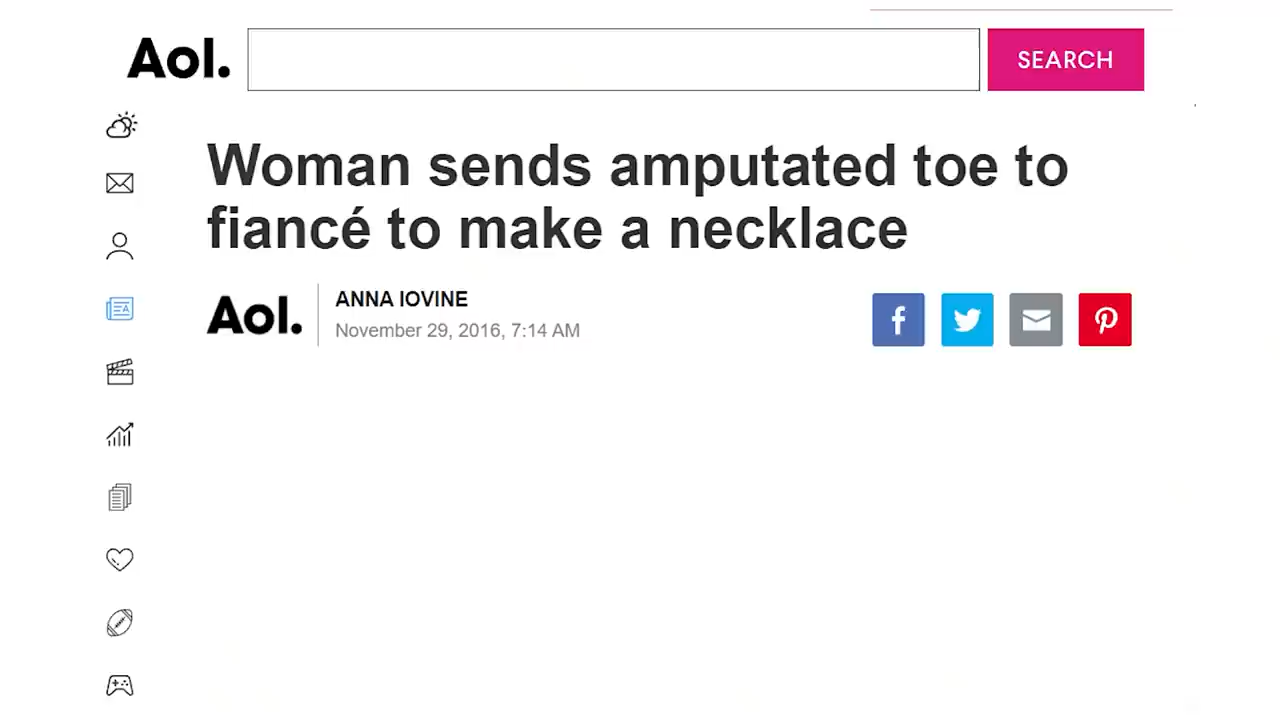 Aol.
SEARCH
Woman sends amputated toe to
fiancé to make a necklace
Aol.
ANNA IOVINE
November 29, 2016, 7:14 AM